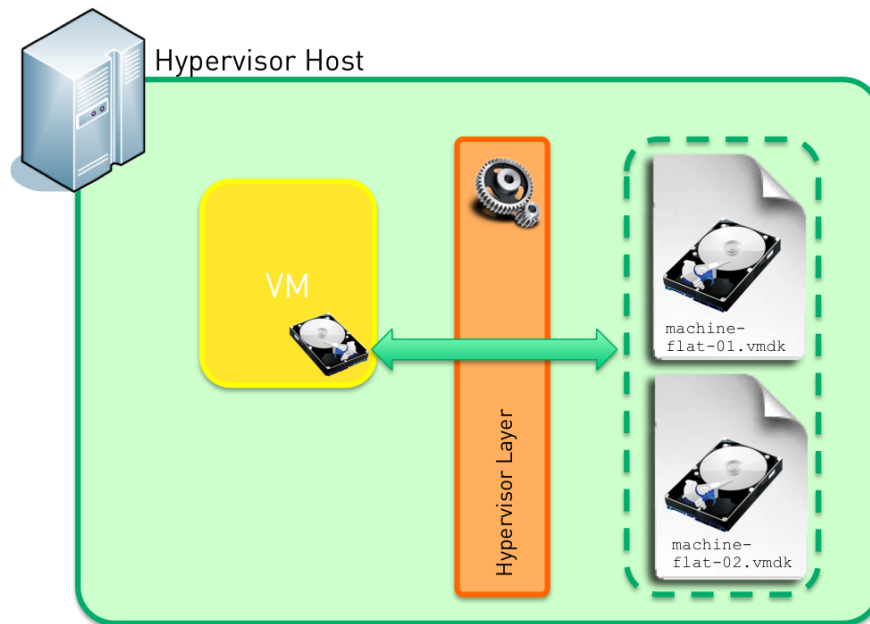 Hypervisor Host
VM
Hypervisor Layer
machine-
flat-01.vmdk
machine-
flat-02.vmdk